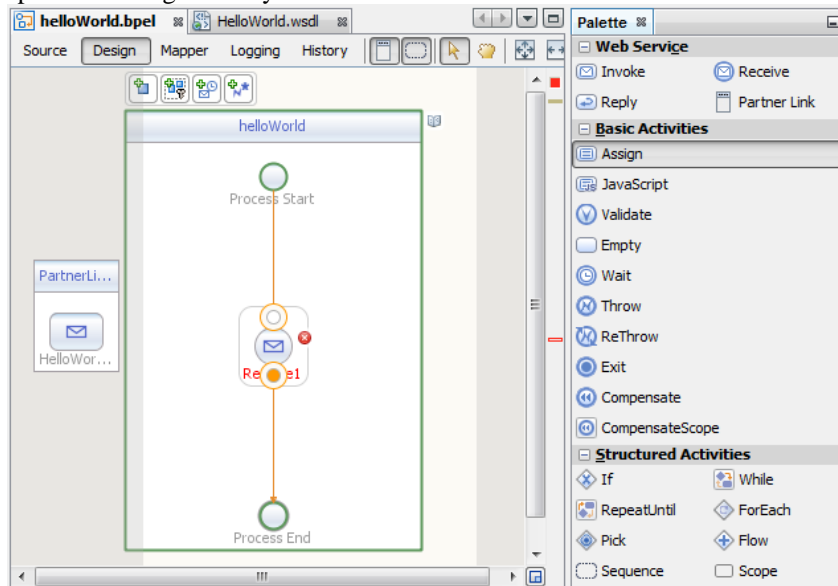 helloWorld.bpel HelloWorld.wsdl
Source Design Mapper Logging History
helloWorld
Process Start
PartnerLi...
HelloWor...
Process End
Palette
Web Service
Invoke Receive
Reply Partner Link
Basic Activities
Assign
JavaScript
Validate
Empty
Wait
Throw
ReThrow
Exit
Compensate
CompensateScope
Structured Activities
If While
RepeatUntil ForEach
Pick Flow
Sequence Scope